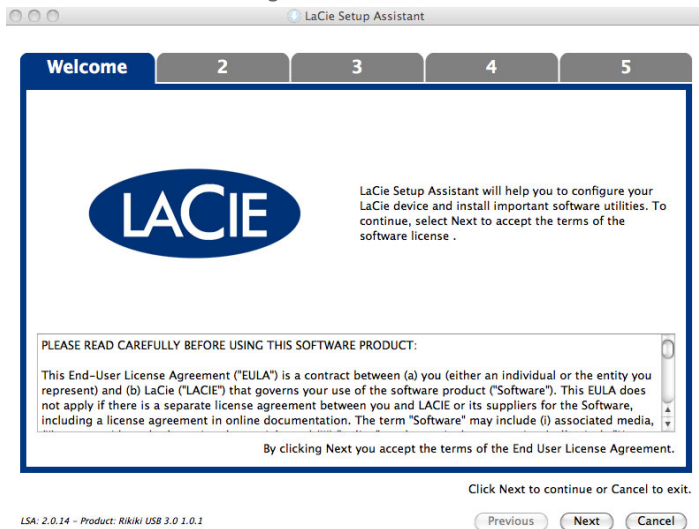 LaCie Setup Assistant
Welcome 2 3 4 5
LACIE
LaCie Setup Assistant will help you to configure your
LaCie device and install important software utilities. To
continue, select Next to accept the terms of the
software license .
PLEASE READ CAREFULLY BEFORE USING THIS SOFTWARE PRODUCT:
This End-User License Agreement ("EULA") is a contract between (a) you (either an individual or the entity you
represent) and (b) LaCie ("LACIE") that governs your use of the software product ("Software"). This EULA does
not apply if there is a separate license agreement between you and LACIE or its suppliers for the Software,
including a license agreement in online documentation. The term "Software" may include (i) associated media,
By clicking Next you accept the terms of the End User License Agreement.
Click Next to continue or Cancel to exit.
LSA: 2.0.14 – Product: Rikiki USB 3.0 1.0.1
Previous Next Cancel